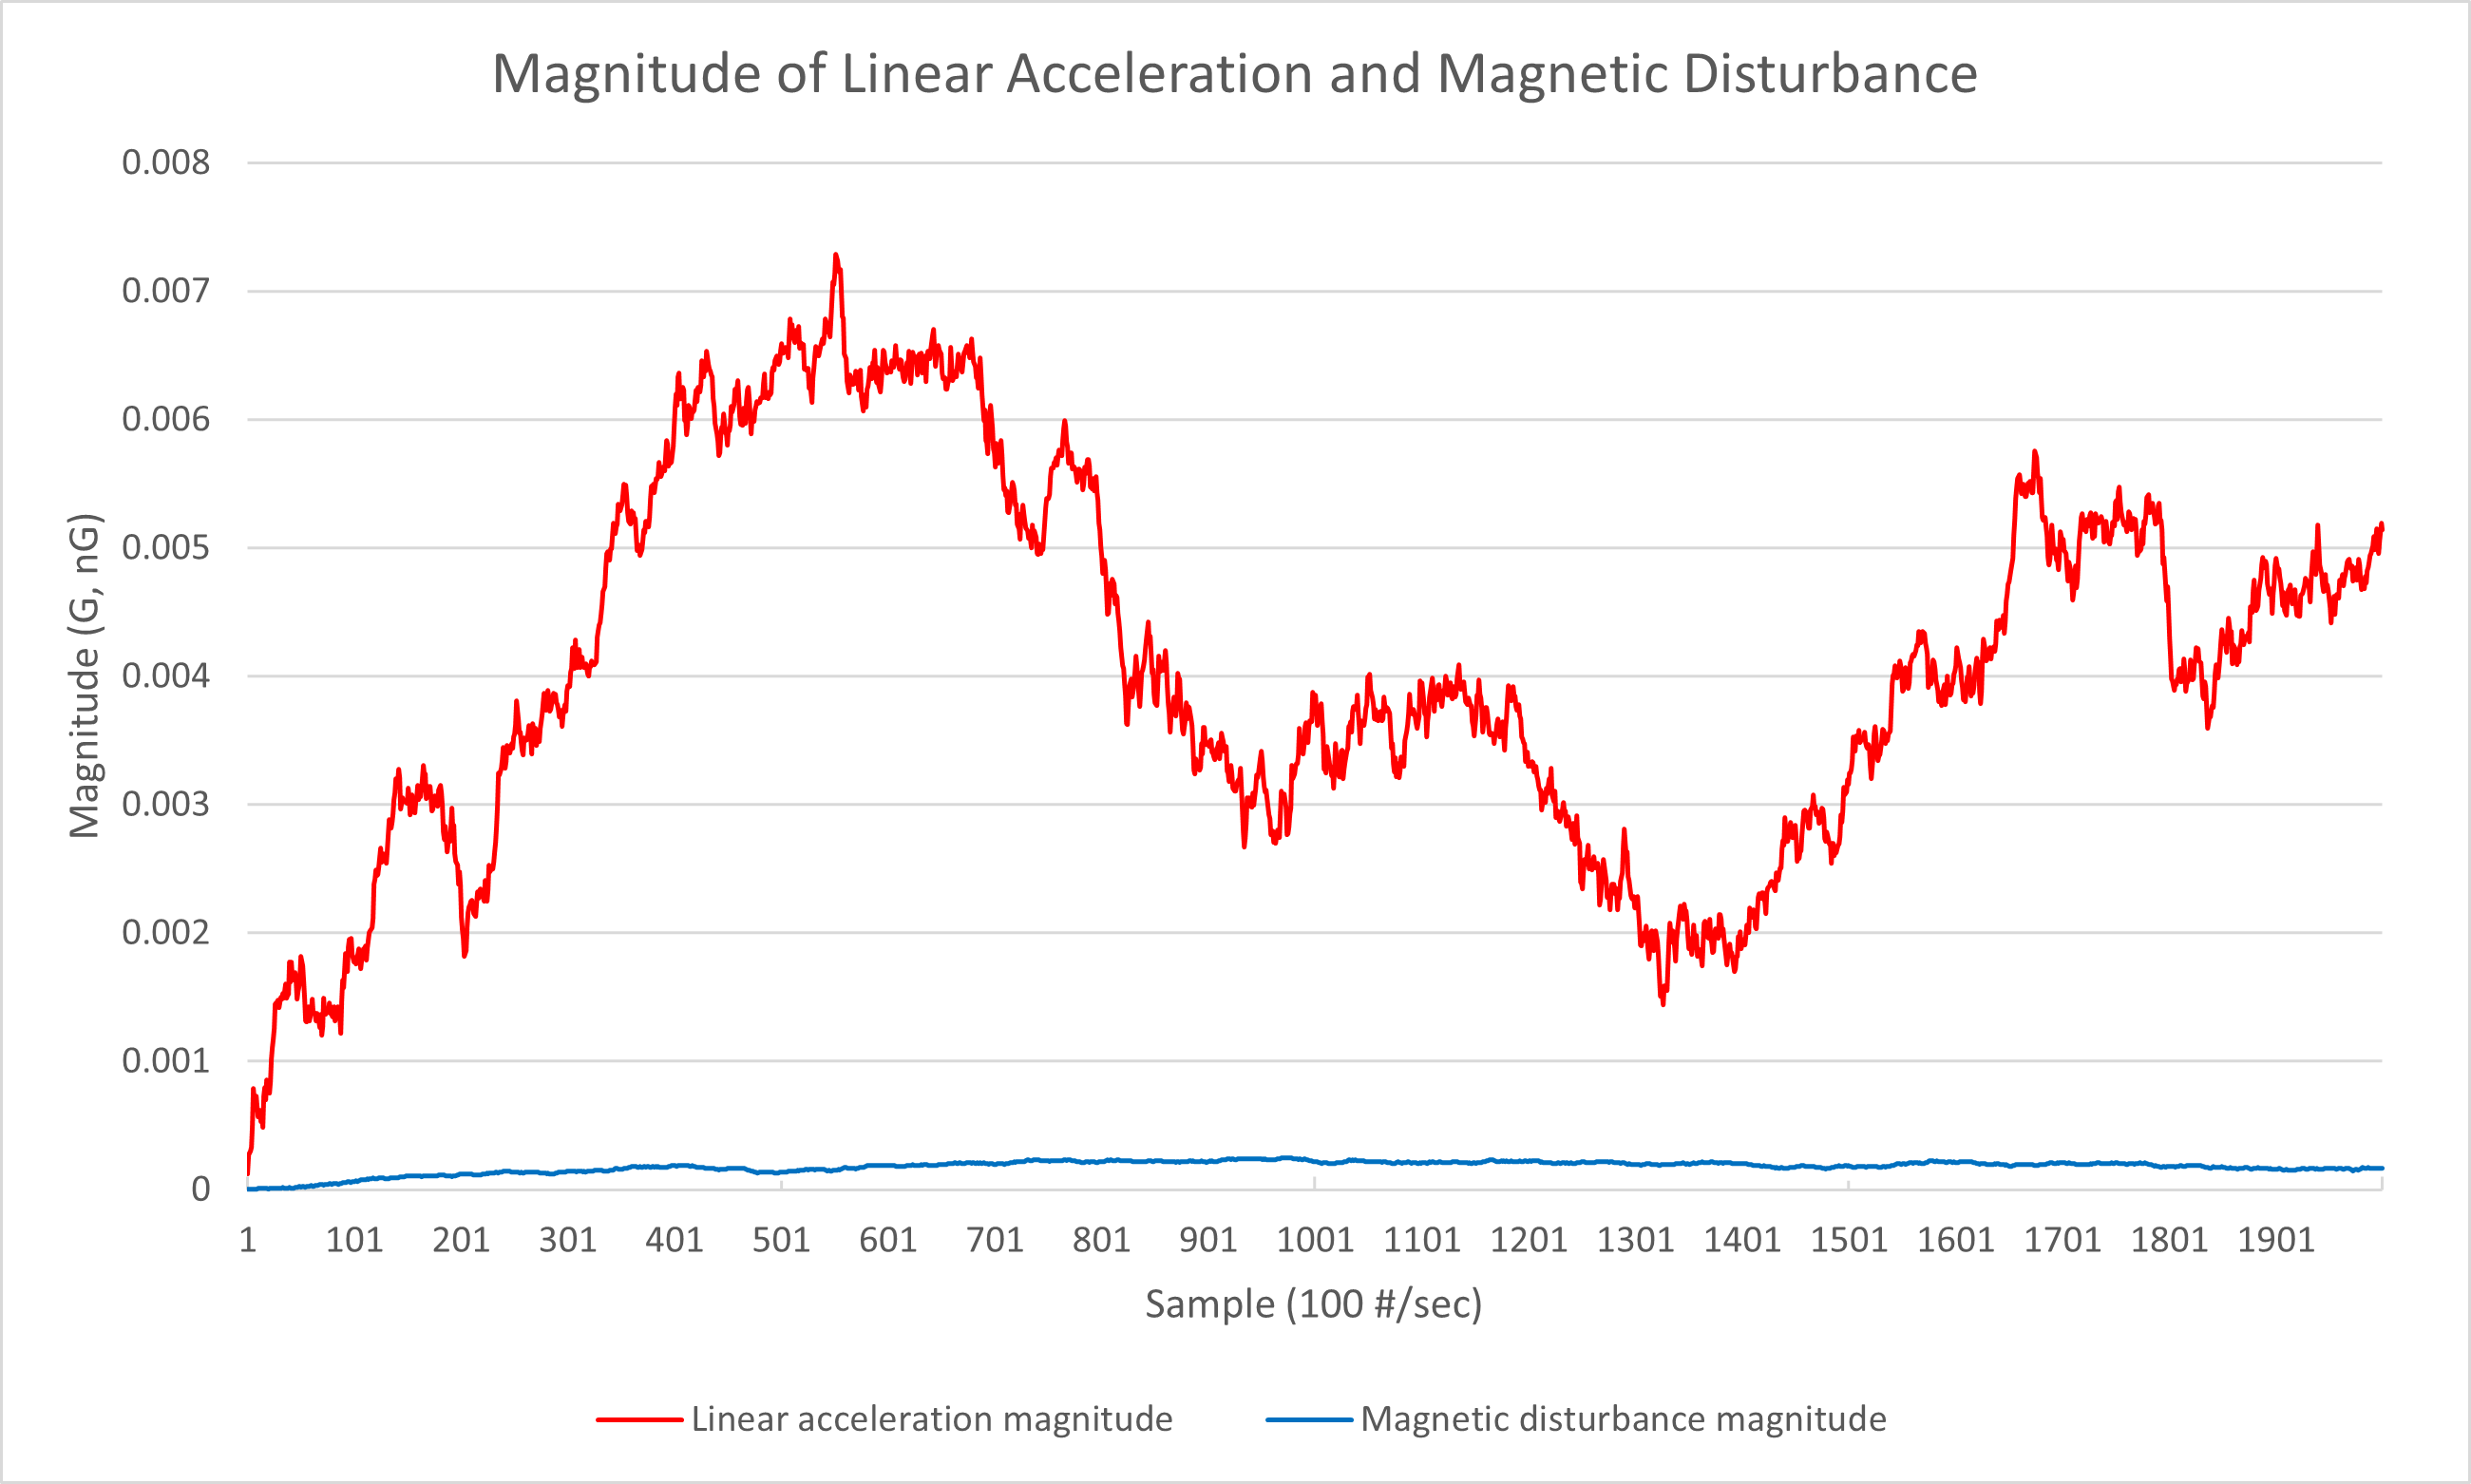 Magnitude of Linear Acceleration and Magnetic Disturbance
0.008
0.007
0.006
0.005
0.004
0.003
0.002
0.001
0
Magnitude (G, nG)
1 101 201 301 401 501 601 701 801 901 1001 1101 1201 1301 1401 1501 1601 1701 1801 1901
Sample (100 #/sec)
Linear acceleration magnitude Magnetic disturbance magnitude